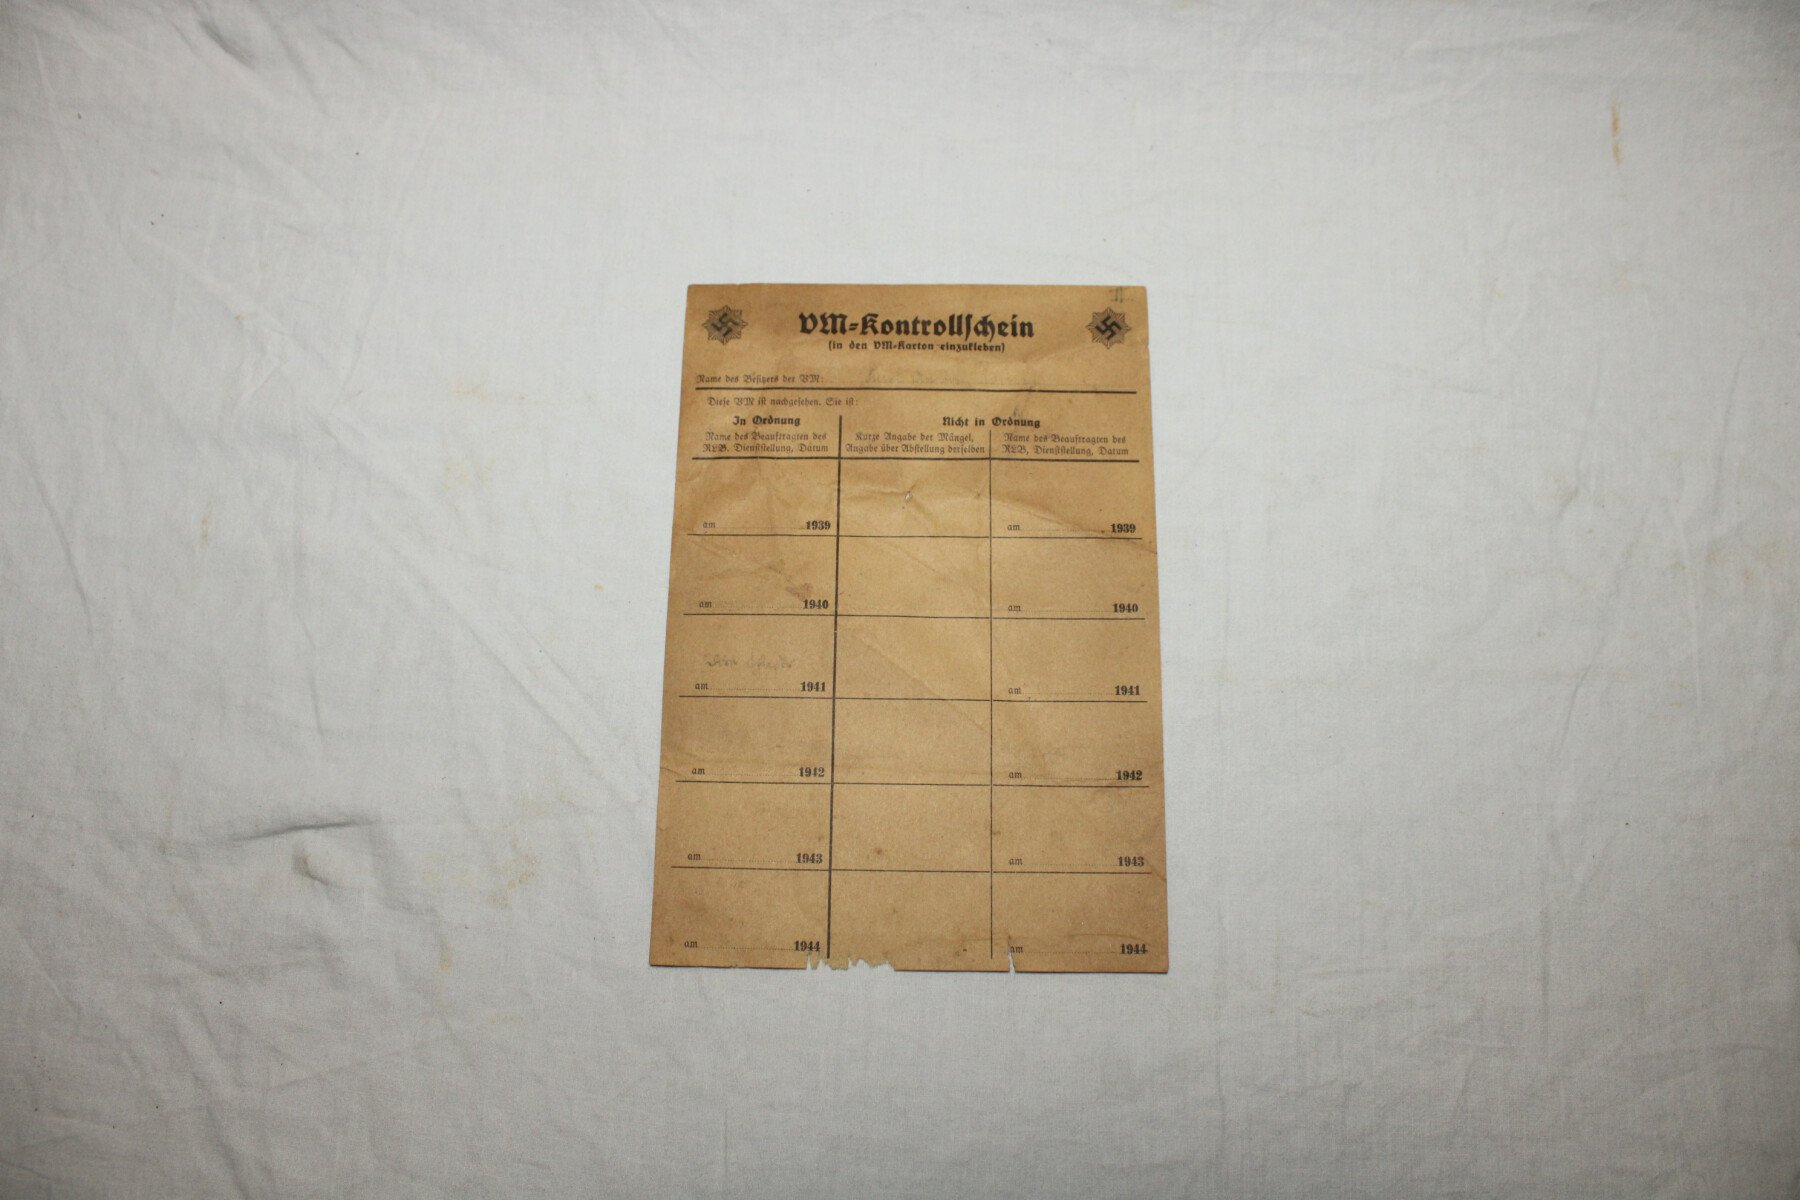 VM-Kontrollschein
(in den VM-Karton einzukleben)
Name des Besitzers der VM:
Diese VM ist nachgesehen. Sie ist:
In Ordnung
Nicht in Ordnung
Name des Beauftragten des
RLB, Dienststellung, Datum
Kurze Angabe der Mängel,
Angabe über Abstellung derselben
Name des Beauftragten des
RLB, Dienststellung, Datum
am 1939
am 1939
am 1940
am 1940
am 1941
am 1941
am 1942
am 1942
am 1943
am 1943
am 1944
am 1944